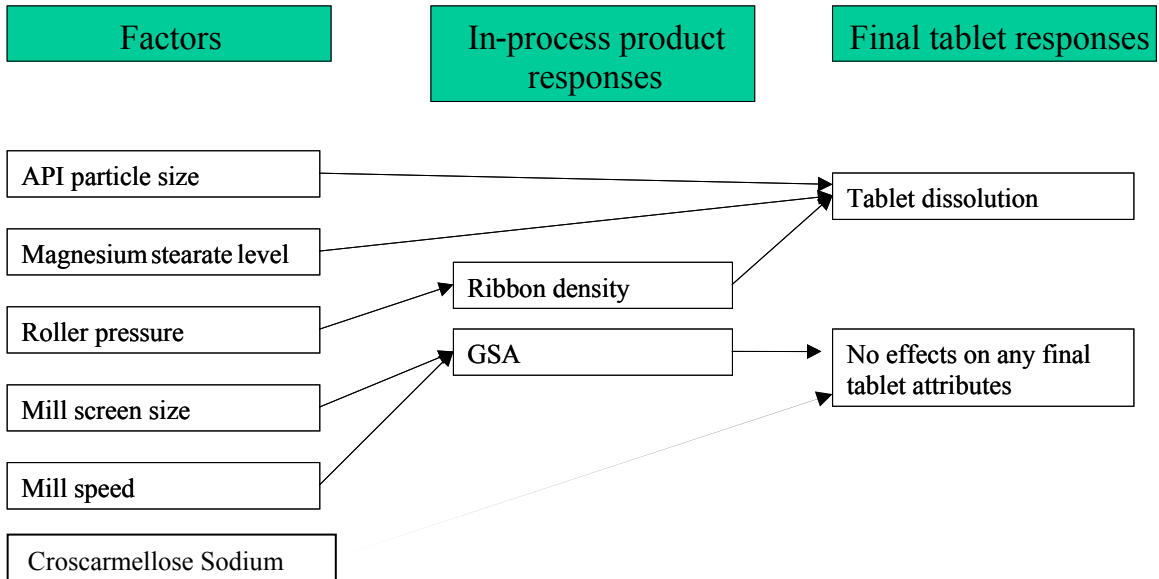 Factors
In-process product
responses
Final tablet responses
API particle size
Magnesium stearate level
Roller pressure
Mill screen size
Mill speed
Croscarmellose Sodium
Ribbon density
GSA
Tablet dissolution
No effects on any final
tablet attributes